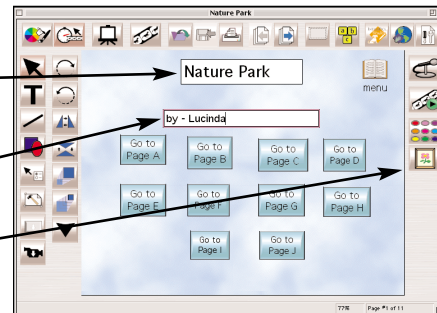 Nature Park
Nature Park
menu
by - Lucinda
Go to
Page A
Go to
Page B
Go to
Page C
Go to
Page D
Go to
Page E
Go to
Page F
Go to
Page G
Go to
Page H
Go to
Page I
Go to
Page J
T
a
b
c
77%
Page #1 of 11